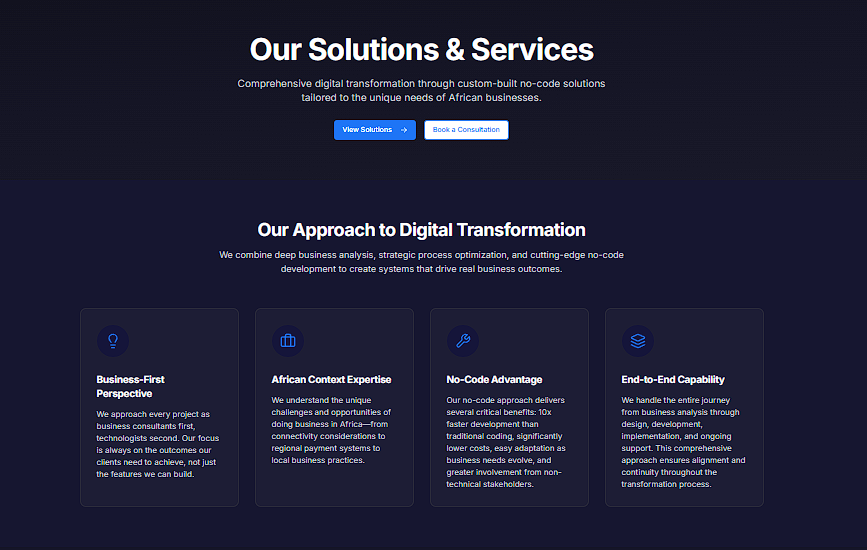 Our Solutions & Services
Comprehensive digital transformation through custom-built no-code solutions
tailored to the unique needs of African businesses.
View Solutions →
Book a Consultation
Our Approach to Digital Transformation
We combine deep business analysis, strategic process optimization, and cutting-edge no-code
development to create systems that drive real business outcomes.
Business-First
Perspective
We approach every project as
business consultants first,
technologists second. Our focus
is always on the outcomes our
clients need to achieve, not just
the features we can build.
African Context Expertise
We understand the unique
challenges and opportunities of
doing business in Africa—from
connectivity considerations to
regional payment systems to
local business practices.
No-Code Advantage
Our no-code approach delivers
several critical benefits: 10x
faster development than
traditional coding, significantly
lower costs, easy adaptation as
business needs evolve, and
greater involvement from non-
technical stakeholders.
End-to-End Capability
We handle the entire journey
from business analysis through
design, development,
implementation, and ongoing
support. This comprehensive
approach ensures alignment and
continuity throughout the
transformation process.